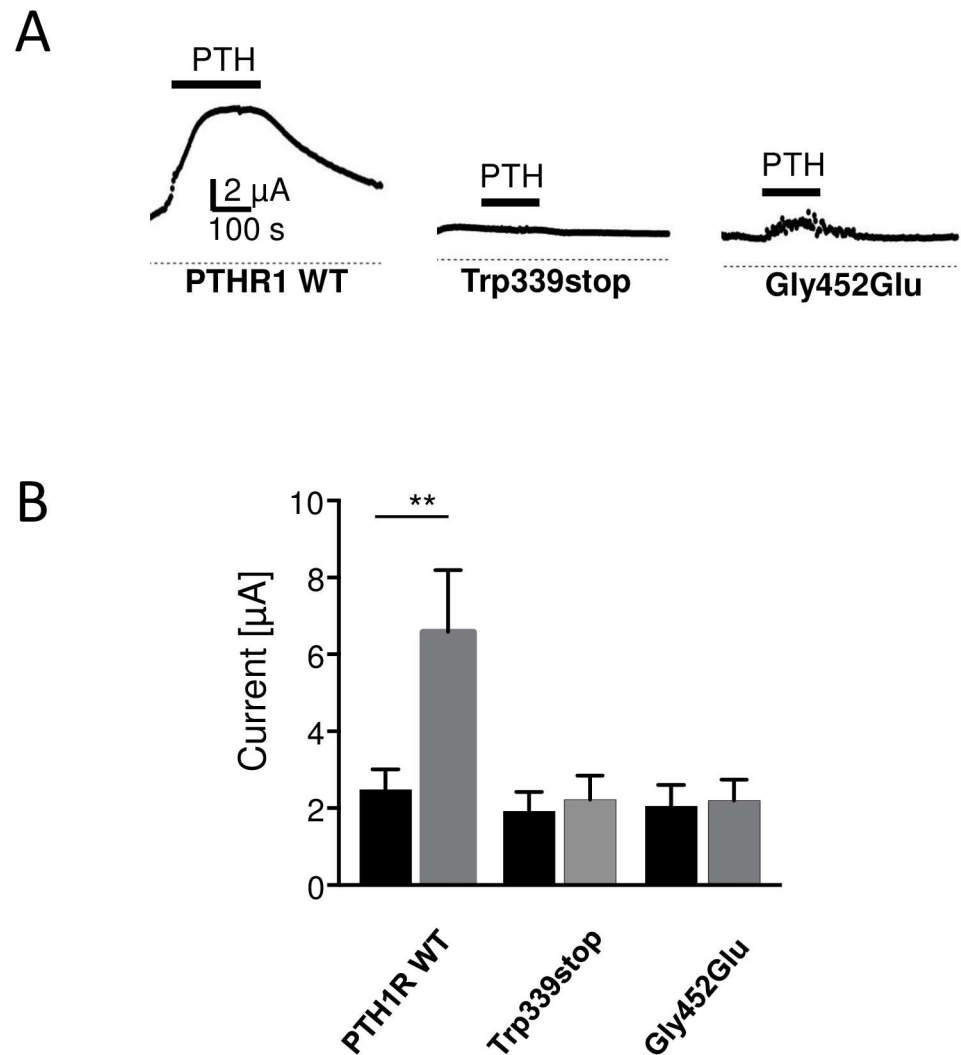 A
PTH
2 µA
100 s
PTHR1 WT
PTH
Trp339stop
PTH
Gly452Glu
B
Current [µA]
10
8
6
4
2
0
**
PTH1R WT
Trp339stop
Gly452Glu